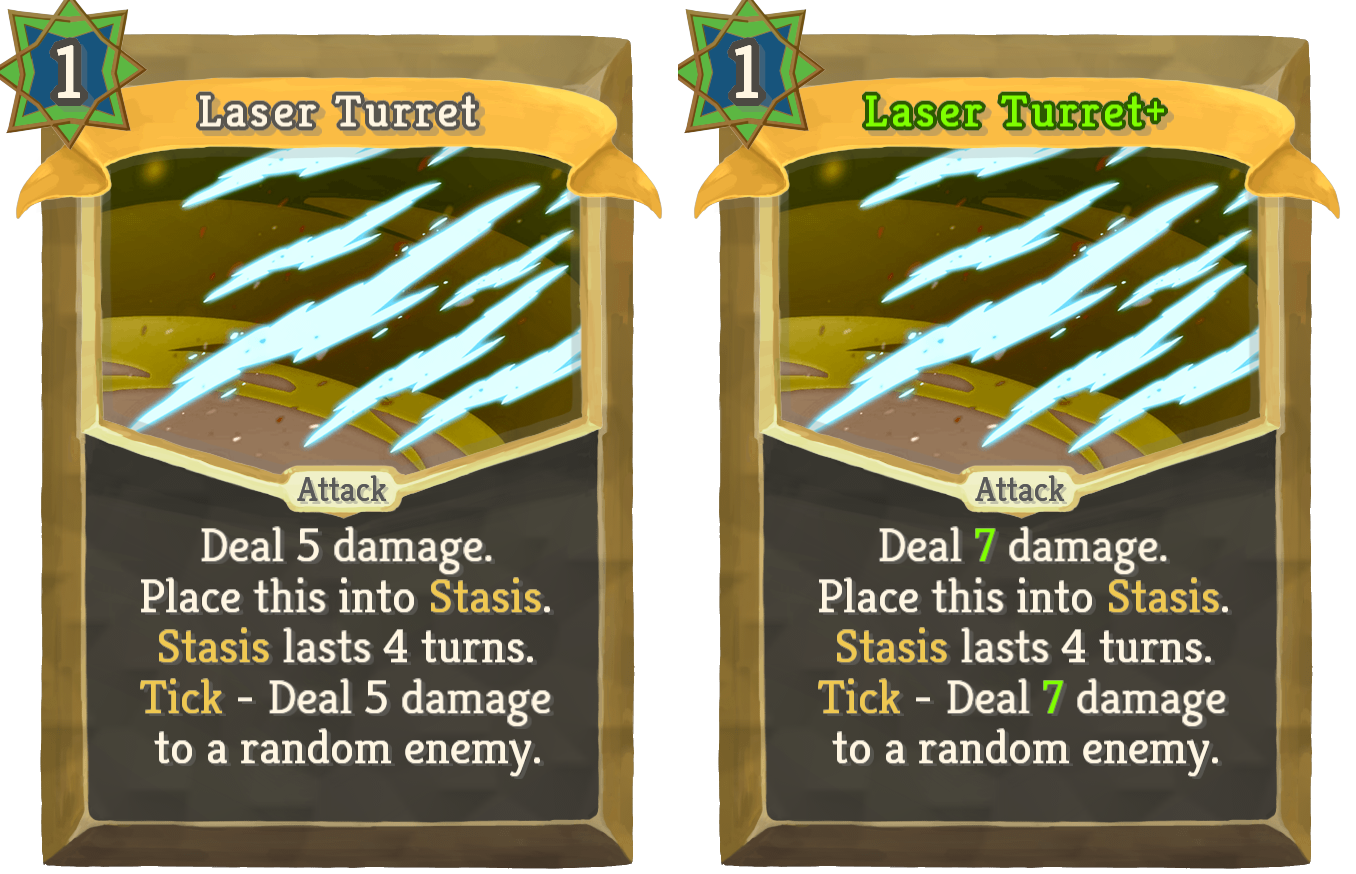 1
Laser Turret
Attack
Deal 5 damage.
Place this into Stasis.
Stasis lasts 4 turns.
Tick - Deal 5 damage
to a random enemy.
1
Laser Turret+
Attack
Deal 7 damage.
Place this into Stasis.
Stasis lasts 4 turns.
Tick - Deal 7 damage
to a random enemy.